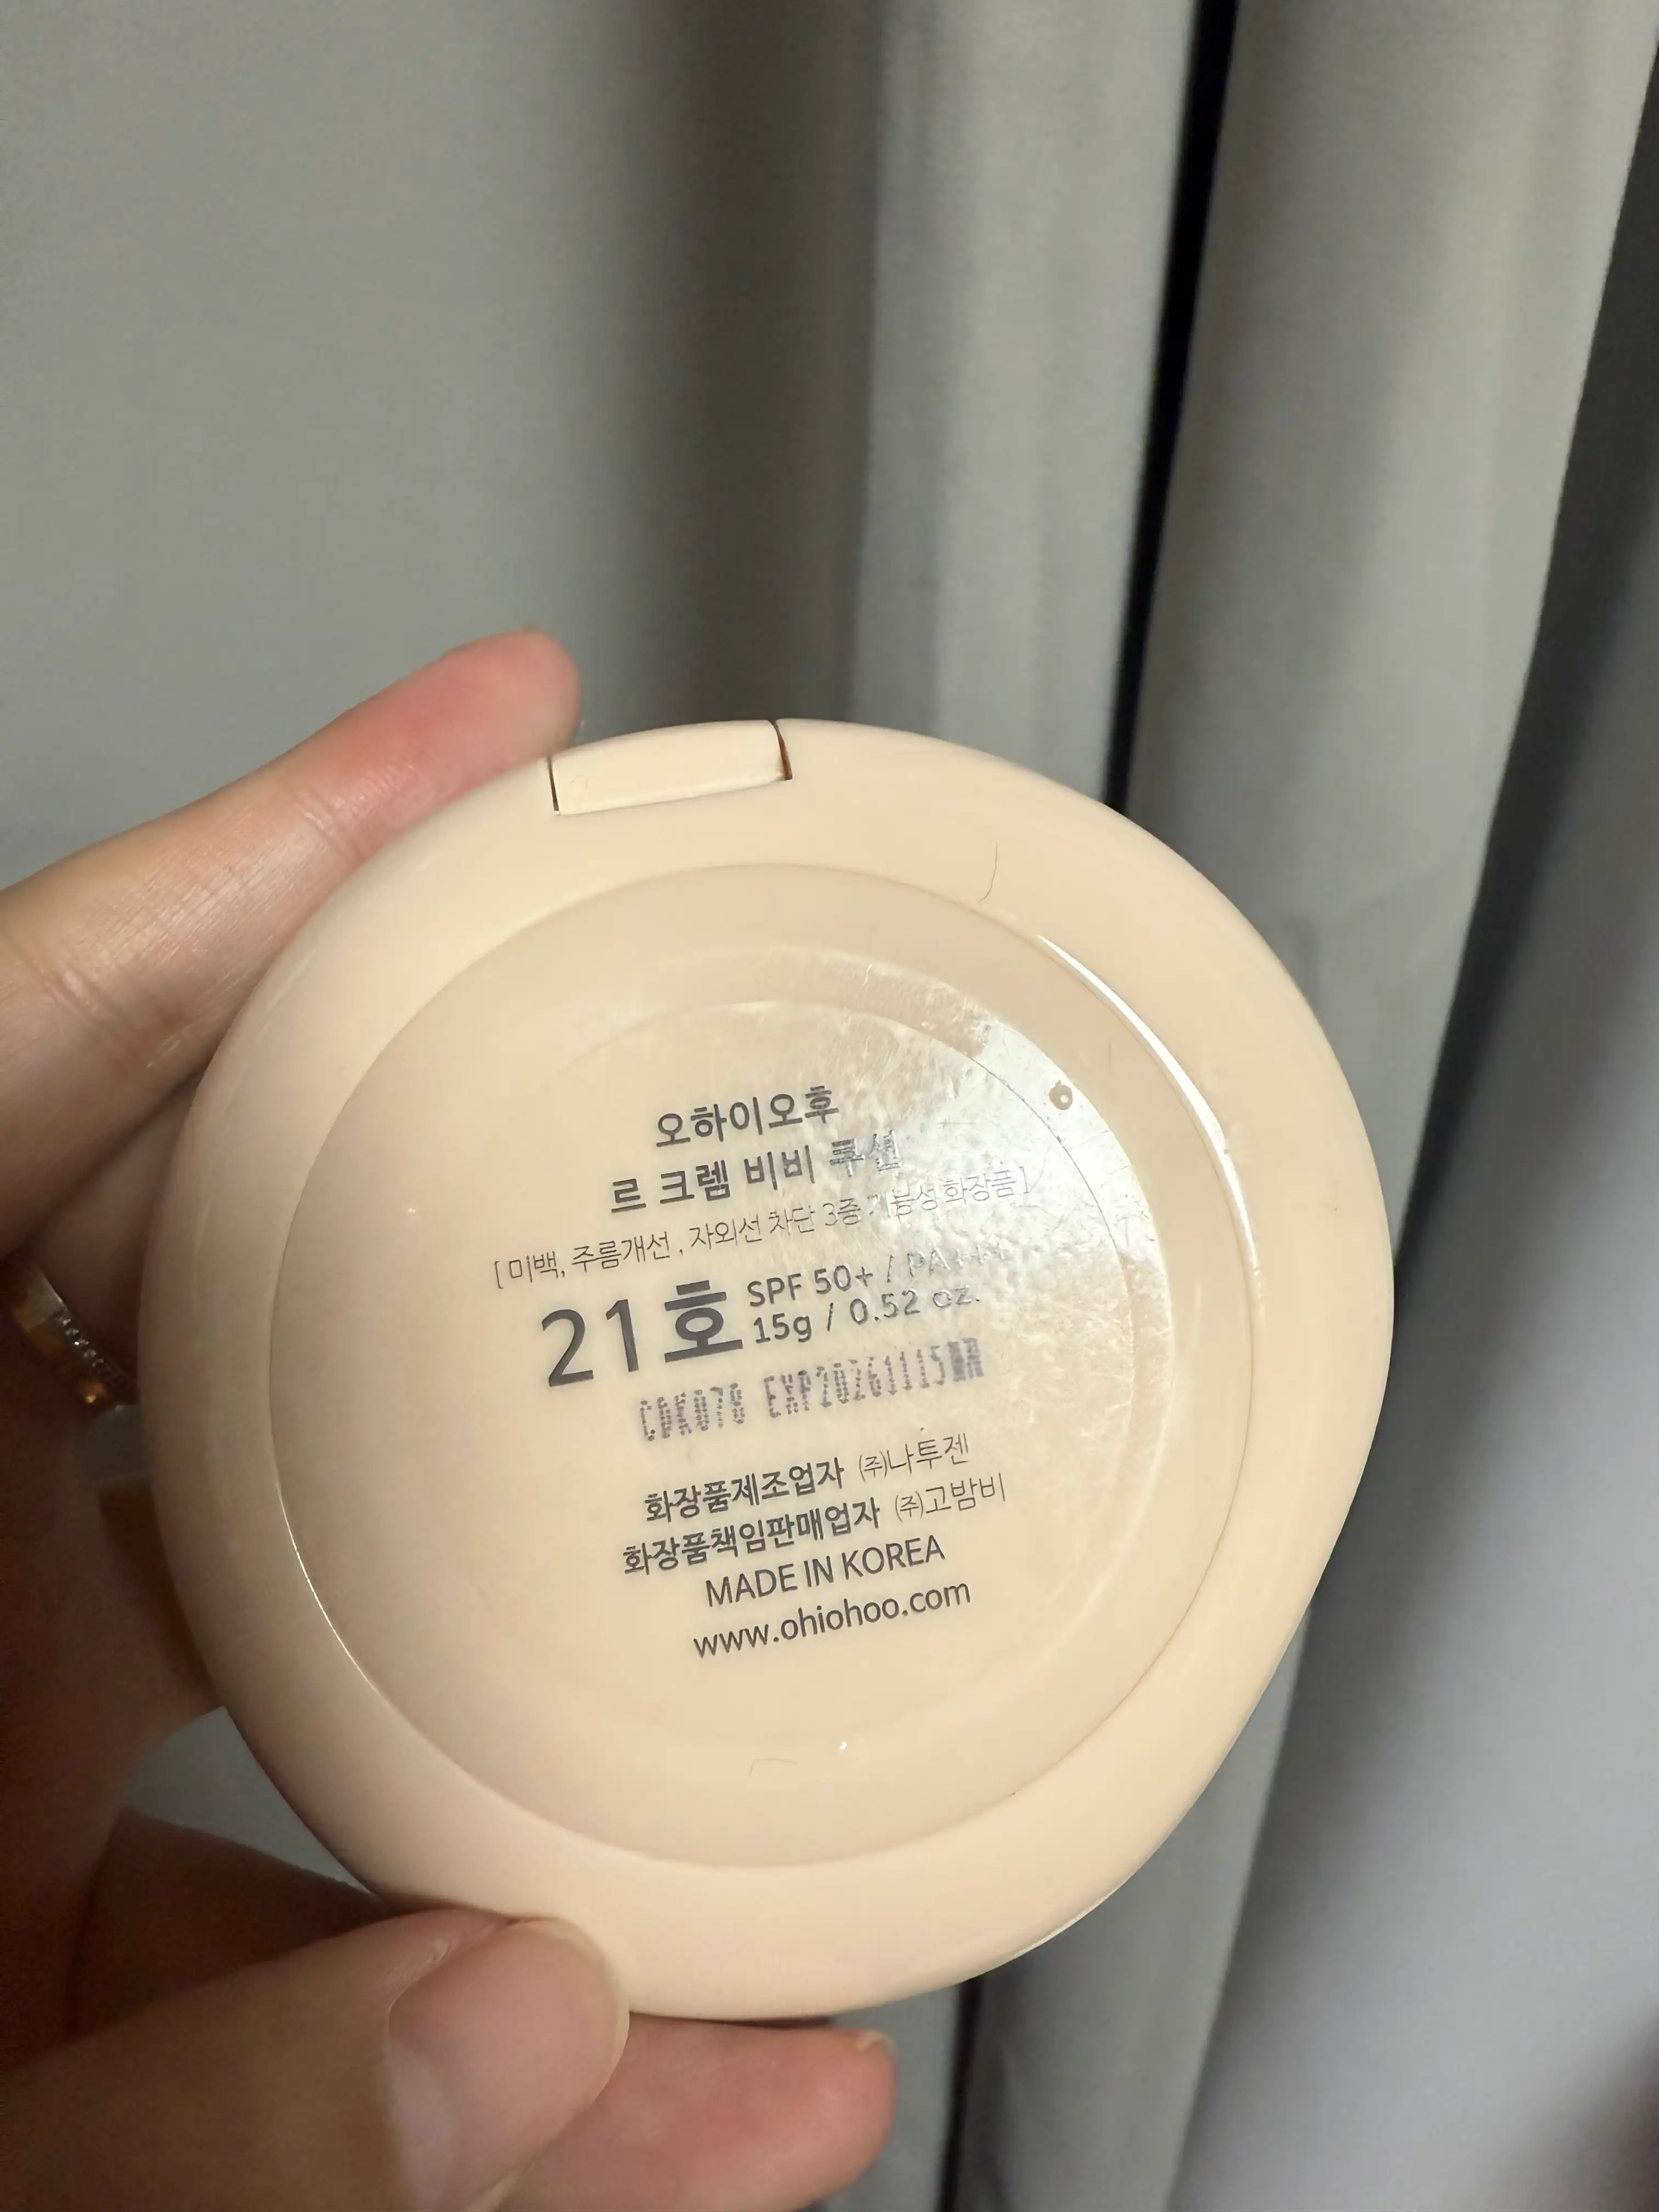 오하이오후
르 크렘 비비 쿠션
[ 미백, 주름개선 , 자외선 차단 3중 기능성 화장품 ]
21호
SPF 50+ / PA+++
15g / 0.52 oz.
EXP20261115
화장품제조업자 ㈜나투젠
화장품책임판매업자 ㈜고밤비
MADE IN KOREA
www.ohiohoo.com